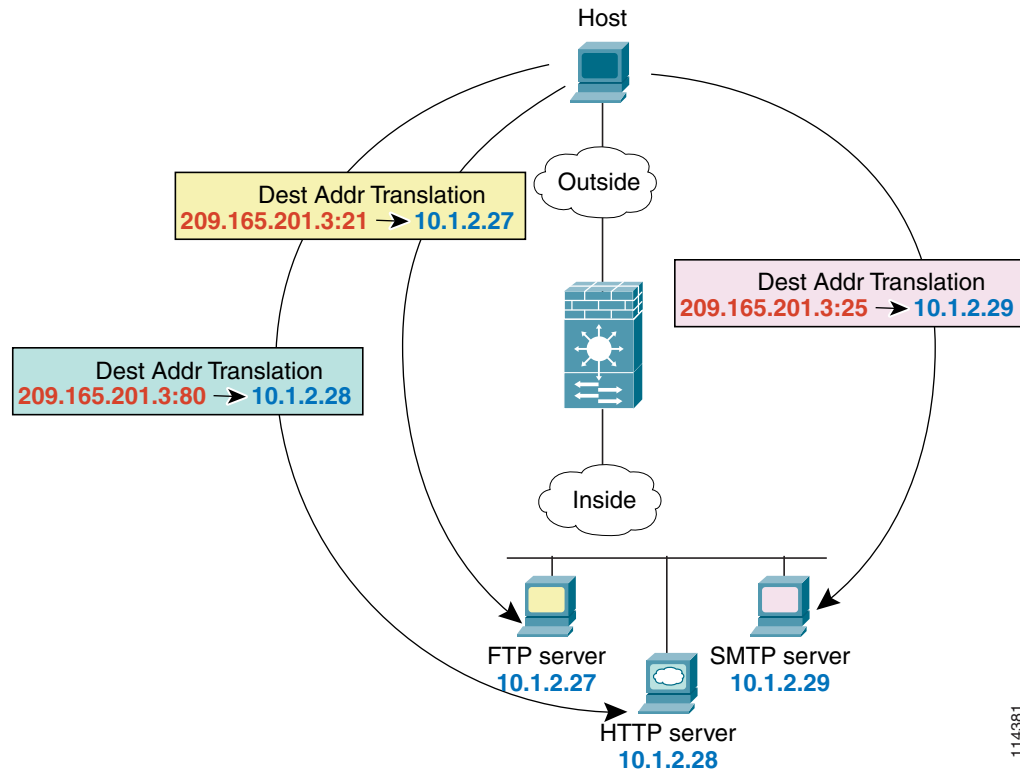 Host
Outside
Dest Addr Translation
209.165.201.3:21 → 10.1.2.27
Dest Addr Translation
209.165.201.3:25 → 10.1.2.29
Dest Addr Translation
209.165.201.3:80 → 10.1.2.28
Inside
FTP server
10.1.2.27
SMTP server
10.1.2.29
HTTP server
10.1.2.28
114381